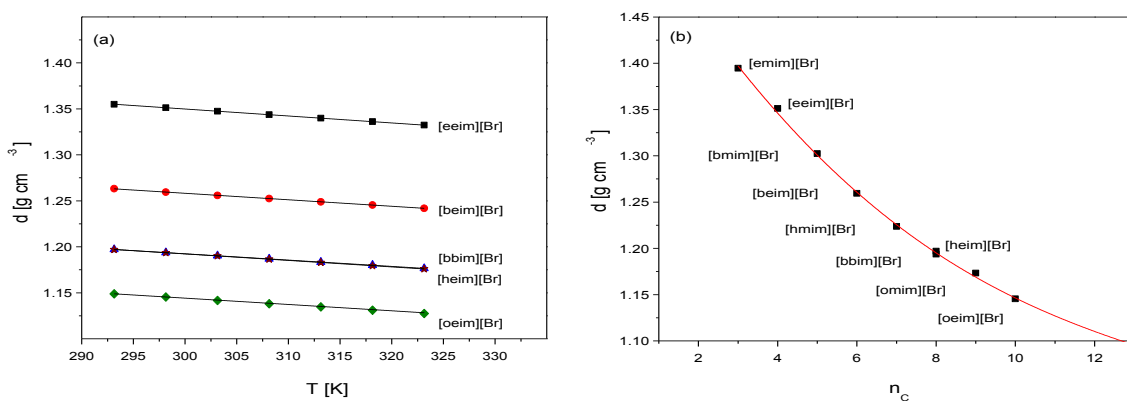 (a)
1.40
1.35
1.30
1.25
1.20
1.15
d [g cm -3]
[eeim][Br]
[beim][Br]
[bbim][Br]
[heim][Br]
[oeim][Br]
290 295 300 305 310 315 320 325 330
T [K]
(b)
1.45
1.40
1.35
1.30
1.25
1.20
1.15
1.10
d [g cm -3]
[emim][Br]
[eeim][Br]
[bmim][Br]
[beim][Br]
[hmim][Br]
[heim][Br]
[bbim][Br]
[omim][Br]
[oeim][Br]
2 4 6 8 10 12
nC